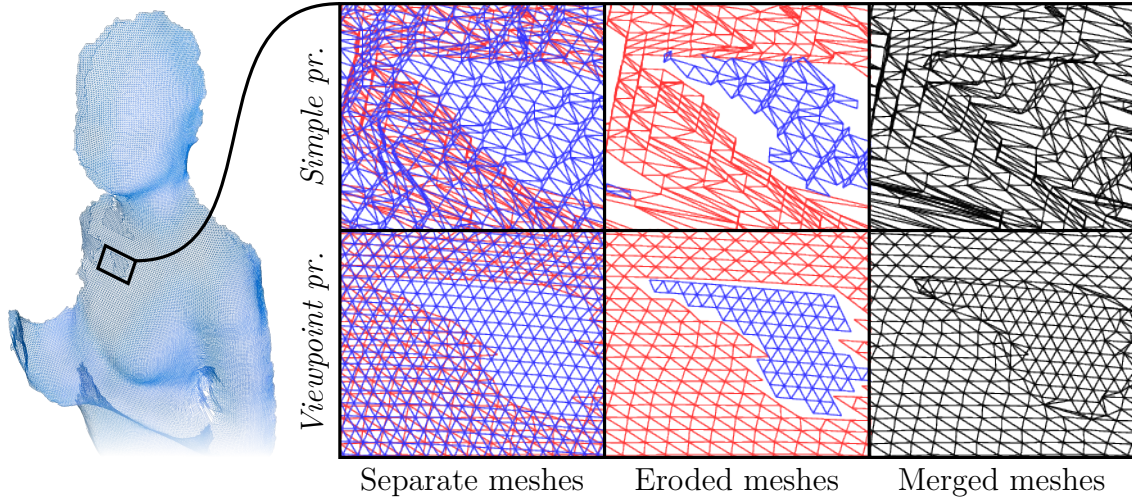 Simple pr.
Viewpoint pr.
Separate meshes
Eroded meshes
Merged meshes